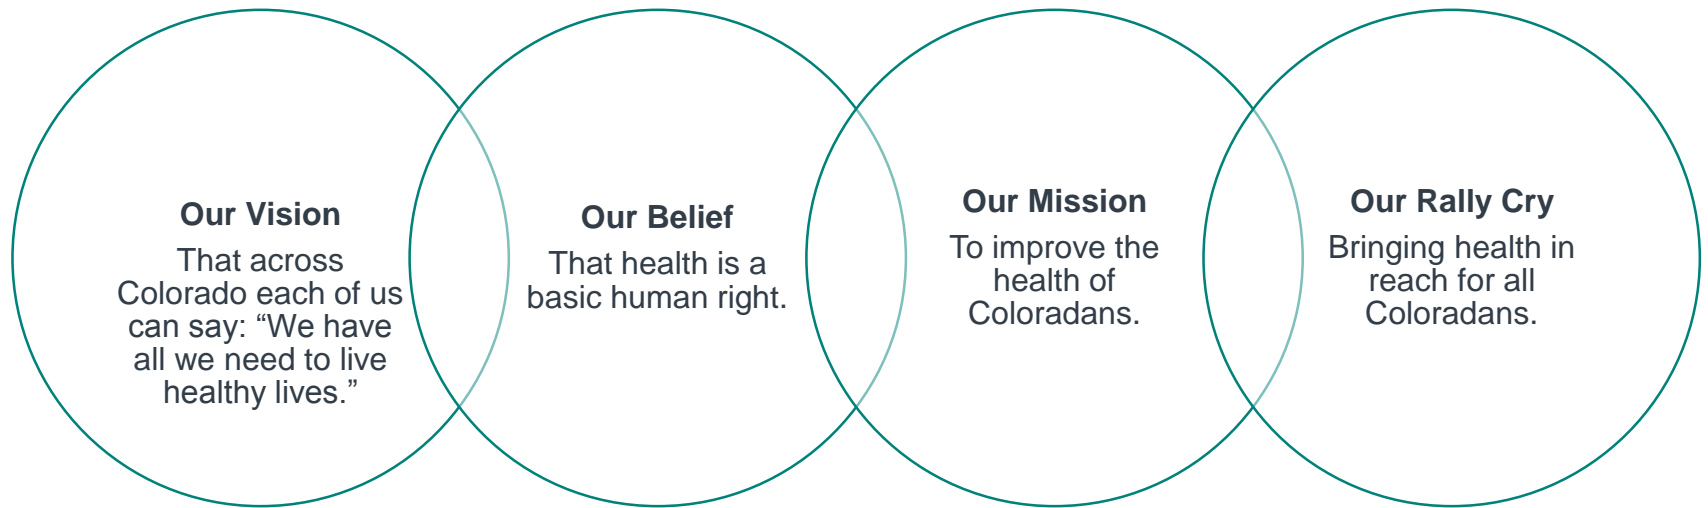 Our Vision
That across
Colorado each of us
can say: “We have
all we need to live
healthy lives.”
Our Belief
That health is a
basic human right.
Our Mission
To improve the
health of
Coloradans.
Our Rally Cry
Bringing health in
reach for all
Coloradans.